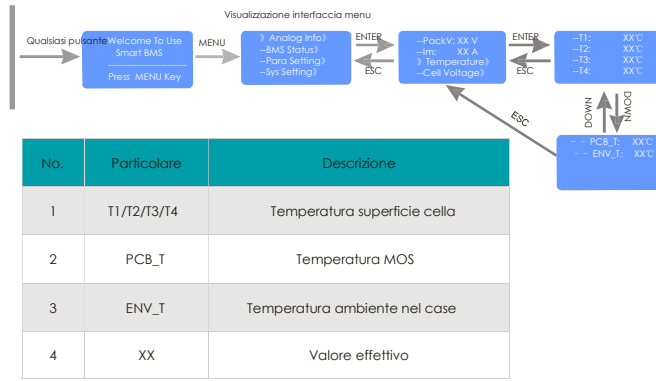 Visualizzazione interfaccia menu
Qualsiasi pulsante
Welcome To Use
Smart BMS
--------------------------
Press MENU Key
MENU
》 Analog Info》
--BMS Status》
--Para Setting》
--Sys Setting》
ENTER
ESC
--PackV: XX V
--Im: XX A
》 Temperature》
--Cell Voltage》
ENTER
ESC
--T1: XX℃
--T2: XX℃
--T3: XX℃
--T4: XX℃
ESC
DOWN
DOWN
－－ PCB_T: XX℃
－－ ENV_T: XX℃
No. Particolare Descrizione
1 T1/T2/T3/T4 Temperatura superficie cella
2 PCB_T Temperatura MOS
3 ENV_T Temperatura ambiente nel case
4 XX Valore effettivo